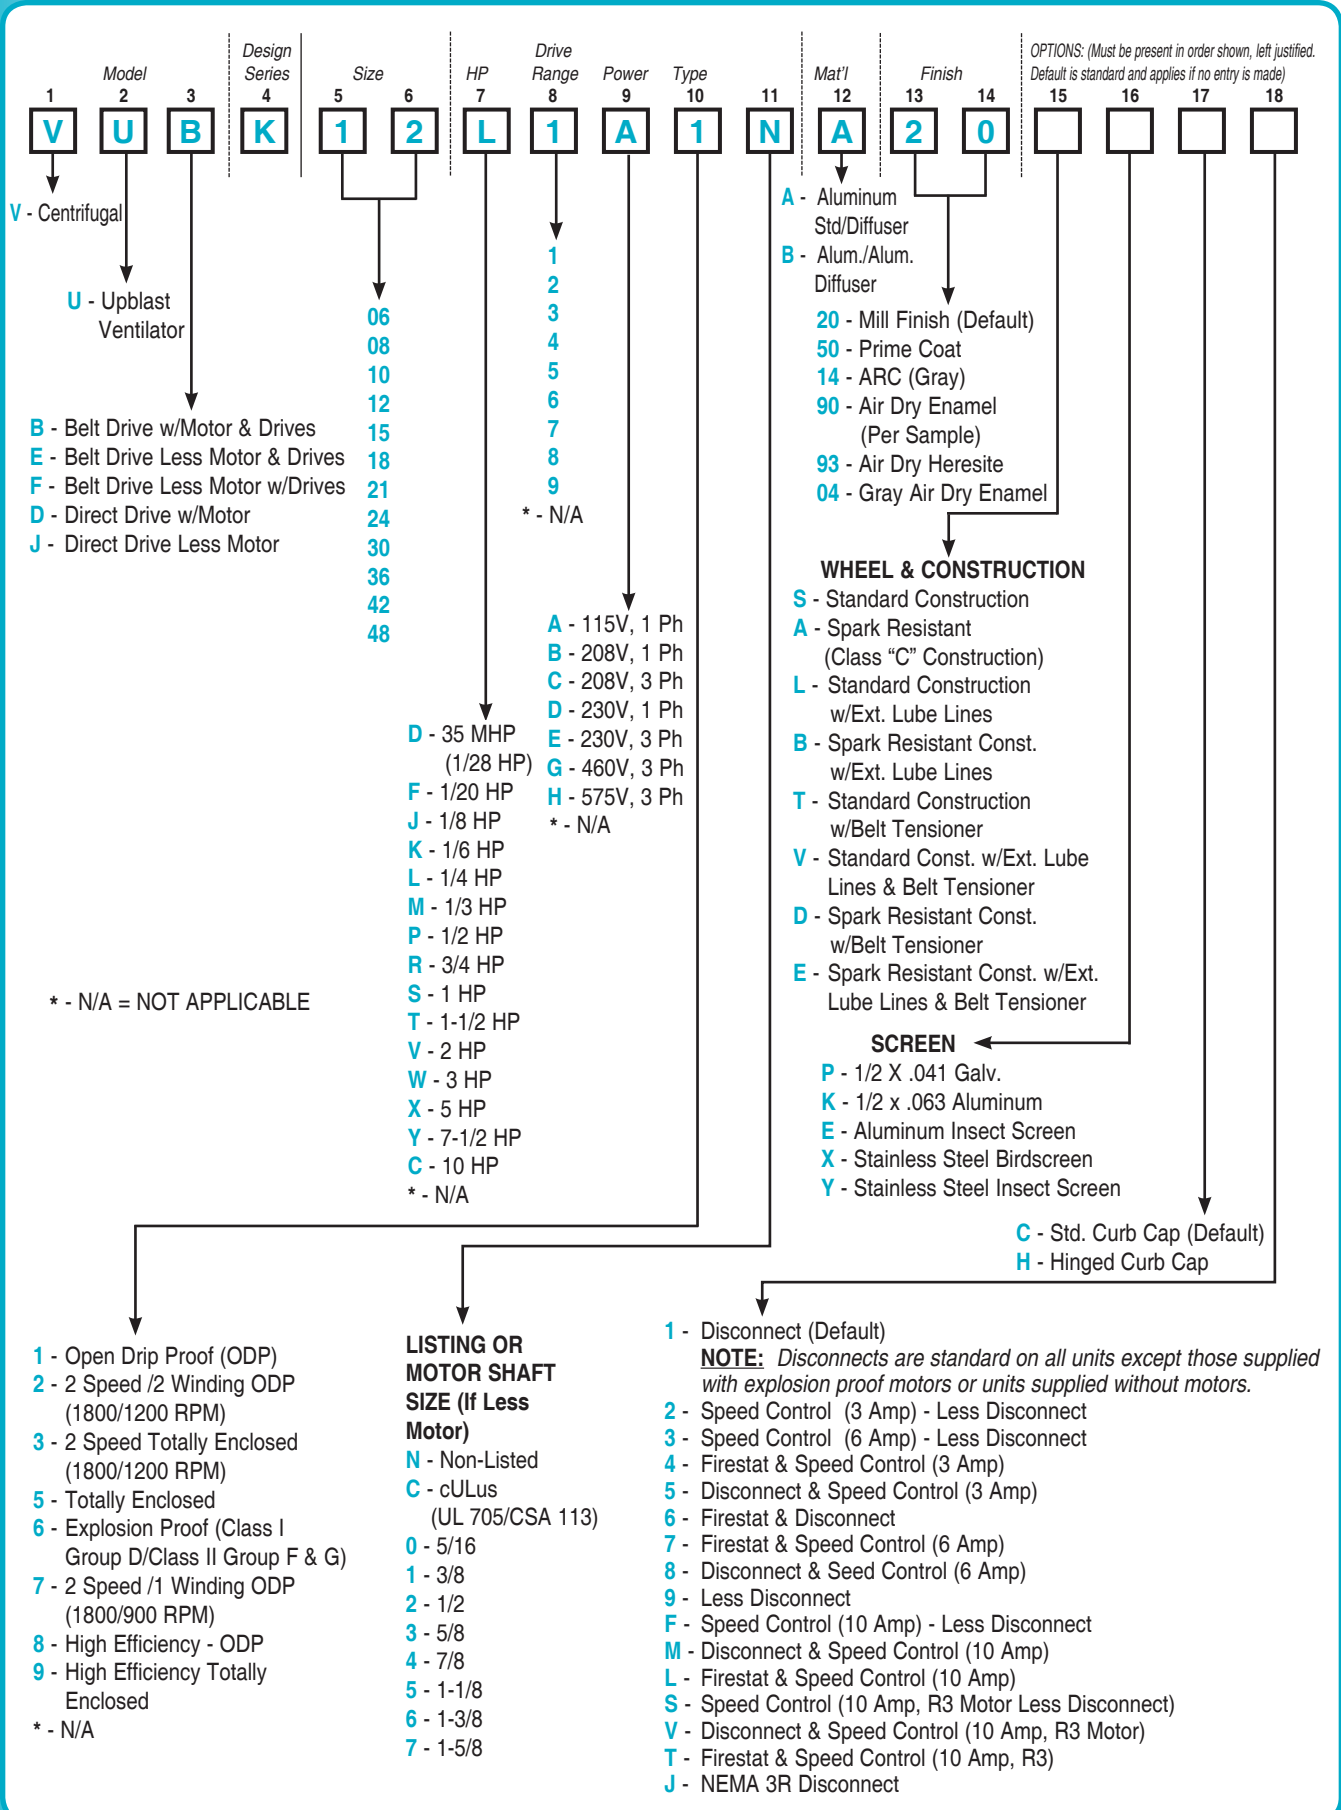 Model
Design
Series
Size
HP
Drive
Range
Power
Type
Mat'l
Finish
OPTIONS: (Must be present in order shown, left justified.
Default is standard and applies if no entry is made)
1 2 3 4 5 6 7 8 9 10 11 12 13 14 15 16 17 18
V U B K 1 2 L 1 A 1 N A 2 0
V - Centrifugal
U - Upblast
Ventilator
B - Belt Drive w/Motor & Drives
E - Belt Drive Less Motor & Drives
F - Belt Drive Less Motor w/Drives
D - Direct Drive w/Motor
J - Direct Drive Less Motor
06
08
10
12
15
18
21
24
30
36
42
48
D - 35 MHP
(1/28 HP)
F - 1/20 HP
J - 1/8 HP
K - 1/6 HP
L - 1/4 HP
M - 1/3 HP
P - 1/2 HP
R - 3/4 HP
S - 1 HP
T - 1-1/2 HP
V - 2 HP
W - 3 HP
X - 5 HP
Y - 7-1/2 HP
C - 10 HP
* - N/A
1
2
3
4
5
6
7
8
9
* - N/A
A - 115V, 1 Ph
B - 208V, 1 Ph
C - 208V, 3 Ph
D - 230V, 1 Ph
E - 230V, 3 Ph
G - 460V, 3 Ph
H - 575V, 3 Ph
* - N/A
A - Aluminum
Std/Diffuser
B - Alum./Alum.
Diffuser
20 - Mill Finish (Default)
50 - Prime Coat
14 - ARC (Gray)
90 - Air Dry Enamel
(Per Sample)
93 - Air Dry Heresite
04 - Gray Air Dry Enamel
WHEEL & CONSTRUCTION
S - Standard Construction
A - Spark Resistant
(Class “C” Construction)
L - Standard Construction
w/Ext. Lube Lines
B - Spark Resistant Const.
w/Ext. Lube Lines
T - Standard Construction
w/Belt Tensioner
V - Standard Const. w/Ext. Lube
Lines & Belt Tensioner
D - Spark Resistant Const.
w/Belt Tensioner
E - Spark Resistant Const. w/Ext.
Lube Lines & Belt Tensioner
* - N/A = NOT APPLICABLE
SCREEN
P - 1/2 X .041 Galv.
K - 1/2 x .063 Aluminum
E - Aluminum Insect Screen
X - Stainless Steel Birdscreen
Y - Stainless Steel Insect Screen
C - Std. Curb Cap (Default)
H - Hinged Curb Cap
1 - Open Drip Proof (ODP)
2 - 2 Speed /2 Winding ODP
(1800/1200 RPM)
3 - 2 Speed Totally Enclosed
(1800/1200 RPM)
5 - Totally Enclosed
6 - Explosion Proof (Class I
Group D/Class II Group F & G)
7 - 2 Speed /1 Winding ODP
(1800/900 RPM)
8 - High Efficiency - ODP
9 - High Efficiency Totally
Enclosed
* - N/A
LISTING OR
MOTOR SHAFT
SIZE (If Less
Motor)
N - Non-Listed
C - cULus
(UL 705/CSA 113)
0 - 5/16
1 - 3/8
2 - 1/2
3 - 5/8
4 - 7/8
5 - 1-1/8
6 - 1-3/8
7 - 1-5/8
1 - Disconnect (Default)
NOTE: Disconnects are standard on all units except those supplied
with explosion proof motors or units supplied without motors.
2 - Speed Control (3 Amp) - Less Disconnect
3 - Speed Control (6 Amp) - Less Disconnect
4 - Firestat & Speed Control (3 Amp)
5 - Disconnect & Speed Control (3 Amp)
6 - Firestat & Disconnect
7 - Firestat & Speed Control (6 Amp)
8 - Disconnect & Seed Control (6 Amp)
9 - Less Disconnect
F - Speed Control (10 Amp) - Less Disconnect
M - Disconnect & Speed Control (10 Amp)
L - Firestat & Speed Control (10 Amp)
S - Speed Control (10 Amp, R3 Motor Less Disconnect)
V - Disconnect & Speed Control (10 Amp, R3 Motor)
T - Firestat & Speed Control (10 Amp, R3)
J - NEMA 3R Disconnect